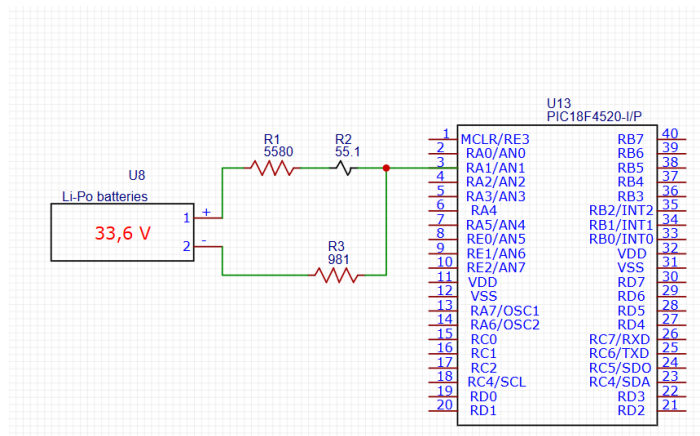 U13
PIC18F4520-I/P
R1
5580
R2
55.1
U8
Li-Po batteries
33,6 V
1 +
2 -
R3
981
1 MCLR/RE3 RB7 40
2 RA0/AN0 RB6 39
3 RA1/AN1 RB5 38
4 RA2/AN2 RB4 37
5 RA3/AN3 RB3 36
6 RA4 RB2/INT2 35
7 RA5/AN4 RB1/INT1 34
8 RE0/AN5 RB0/INT0 33
9 RE1/AN6 VDD 32
10 RE2/AN7 VSS 31
11 VDD RD7 30
12 VSS RD6 29
13 RA7/OSC1 RD5 28
14 RA6/OSC2 RD4 27
15 RC0 RC7/RXD 26
16 RC1 RC6/TXD 25
17 RC2 RC5/SDO 24
18 RC4/SCL RC4/SDA 23
19 RD0 RD3 22
20 RD1 RD2 21